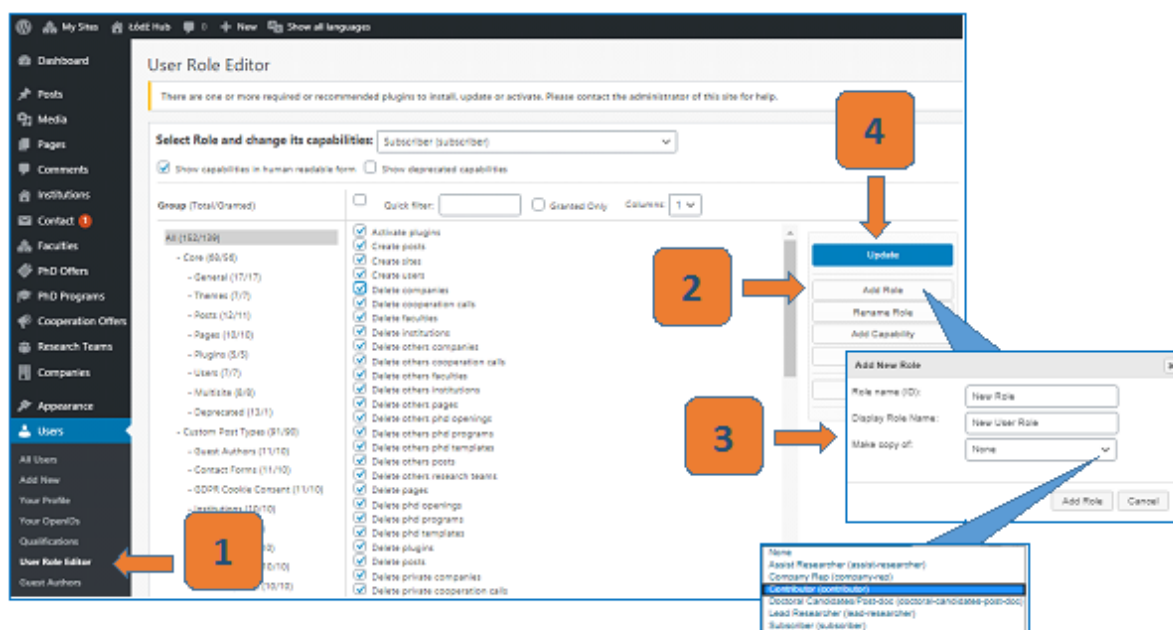 My Sites Łódź Hub 0 New Show all languages
Dashboard
Posts
Media
Pages
Comments
Institutions
Contact 1
Faculties
PhD Offers
PhD Programs
Cooperation Offers
Research Teams
Companies
Appearance
Users
All Users
Add New
Your Profile
Your OpenIDs
Qualifications
User Role Editor
Guest Authors
User Role Editor
There are one or more required or recommended plugins to install, update or activate. Please contact the administrator of this site for help.
Select Role and change its capabilities: Subscriber (subscriber)
Show capabilities in human readable form Show deprecated capabilities
Group (Total/Granted)
Quick filter: Granted Only Columns: 1
All (152/139)
- Core (69/56)
- General (17/17)
- Themes (7/7)
- Posts (12/11)
- Pages (10/10)
- Plugins (5/5)
- Users (7/7)
- Multisite (8/8)
- Deprecated (13/1)
- Custom Post Types (91/90)
- Guest Authors (11/10)
- Contact Forms (11/10)
- GDPR Cookie Consent (11/10)
- Institutions (10/10)
Activate plugins
Create posts
Create sites
Create users
Delete companies
Delete cooperation calls
Delete faculties
Delete institutions
Delete others companies
Delete others cooperation calls
Delete others faculties
Delete others institutions
Delete others pages
Delete others phd openings
Delete others phd programs
Delete others phd templates
Delete others posts
Delete others research teams
Delete pages
Delete phd openings
Delete phd programs
Delete phd templates
Delete plugins
Delete posts
Delete private companies
Delete private cooperation calls
Update
Add Role
Rename Role
Add Capability
Add New Role
Role name (ID): New Role
Display Role Name: New User Role
Make copy of: None
Add Role Cancel
None
Assist Researcher (assist-researcher)
Company Rep (company-rep)
Contributor (contributor)
Doctoral Candidates/Post-doc (doctoral-candidates-post-doc)
Lead Researcher (lead-researcher)
Subscriber (subscriber)
1
2
3
4